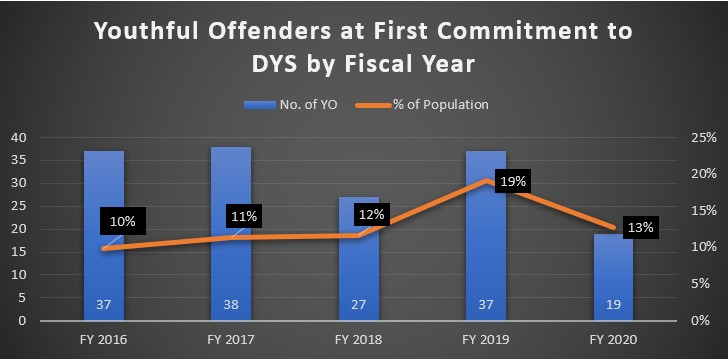 Youthful Offenders at First Commitment to
DYS by Fiscal Year
No. of YO % of Population
40 25%
35
30 20%
25
20 15%
15 10%
10
5 5%
0 0%
10% 11% 12% 19% 13%
37 38 27 37 19
FY 2016 FY 2017 FY 2018 FY 2019 FY 2020